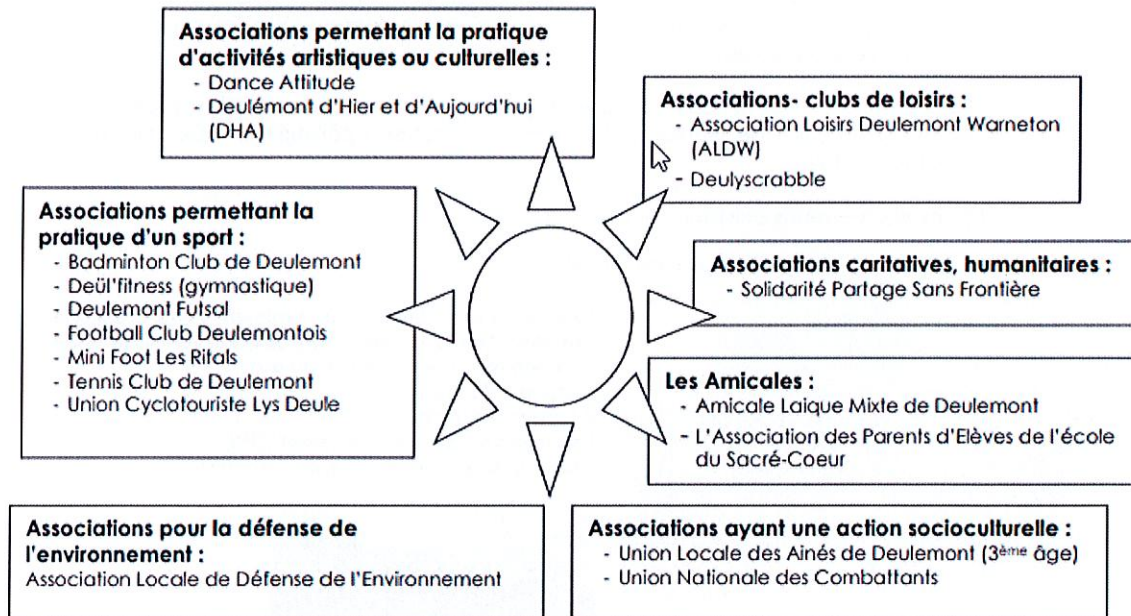 Associations permettant la pratique
d'activités artistiques ou culturelles :
- Dance Attitude
- Deulémont d'Hier et d'Aujourd'hui
(DHA)
Associations- clubs de loisirs :
- Association Loisirs Deulemont Warneton
(ALDW)
- Deulyscrabble
Associations permettant la
pratique d'un sport :
- Badminton Club de Deulemont
- Deül'fitness (gymnastique)
- Deulemont Futsal
- Football Club Deulemontois
- Mini Foot Les Ritals
- Tennis Club de Deulemont
- Union Cyclotouriste Lys Deule
Associations caritatives, humanitaires :
- Solidarité Partage Sans Frontière
Les Amicales :
- Amicale Laique Mixte de Deulemont
- L'Association des Parents d'Elèves de l'école
du Sacré-Coeur
Associations pour la défense de
l'environnement :
Association Locale de Défense de l'Environnement
Associations ayant une action socioculturelle :
- Union Locale des Ainés de Deulemont (3ème âge)
- Union Nationale des Combattants